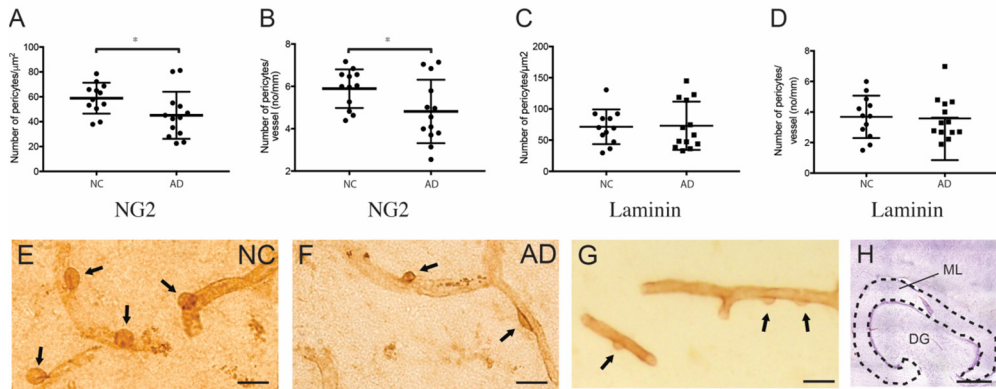 A
*
Number of pericytes/µm²
100
80
60
40
20
0
NC
AD
NG2
B
*
Number of pericytes/
vessel (no/mm)
8
6
4
2
NC
AD
NG2
C
Number of pericytes/µm2
200
150
100
50
0
NC
AD
Laminin
D
Number of pericytes/
vessel (no/mm)
8
6
4
2
0
NC
AD
Laminin
E
NC
F
AD
G
H
ML
DG